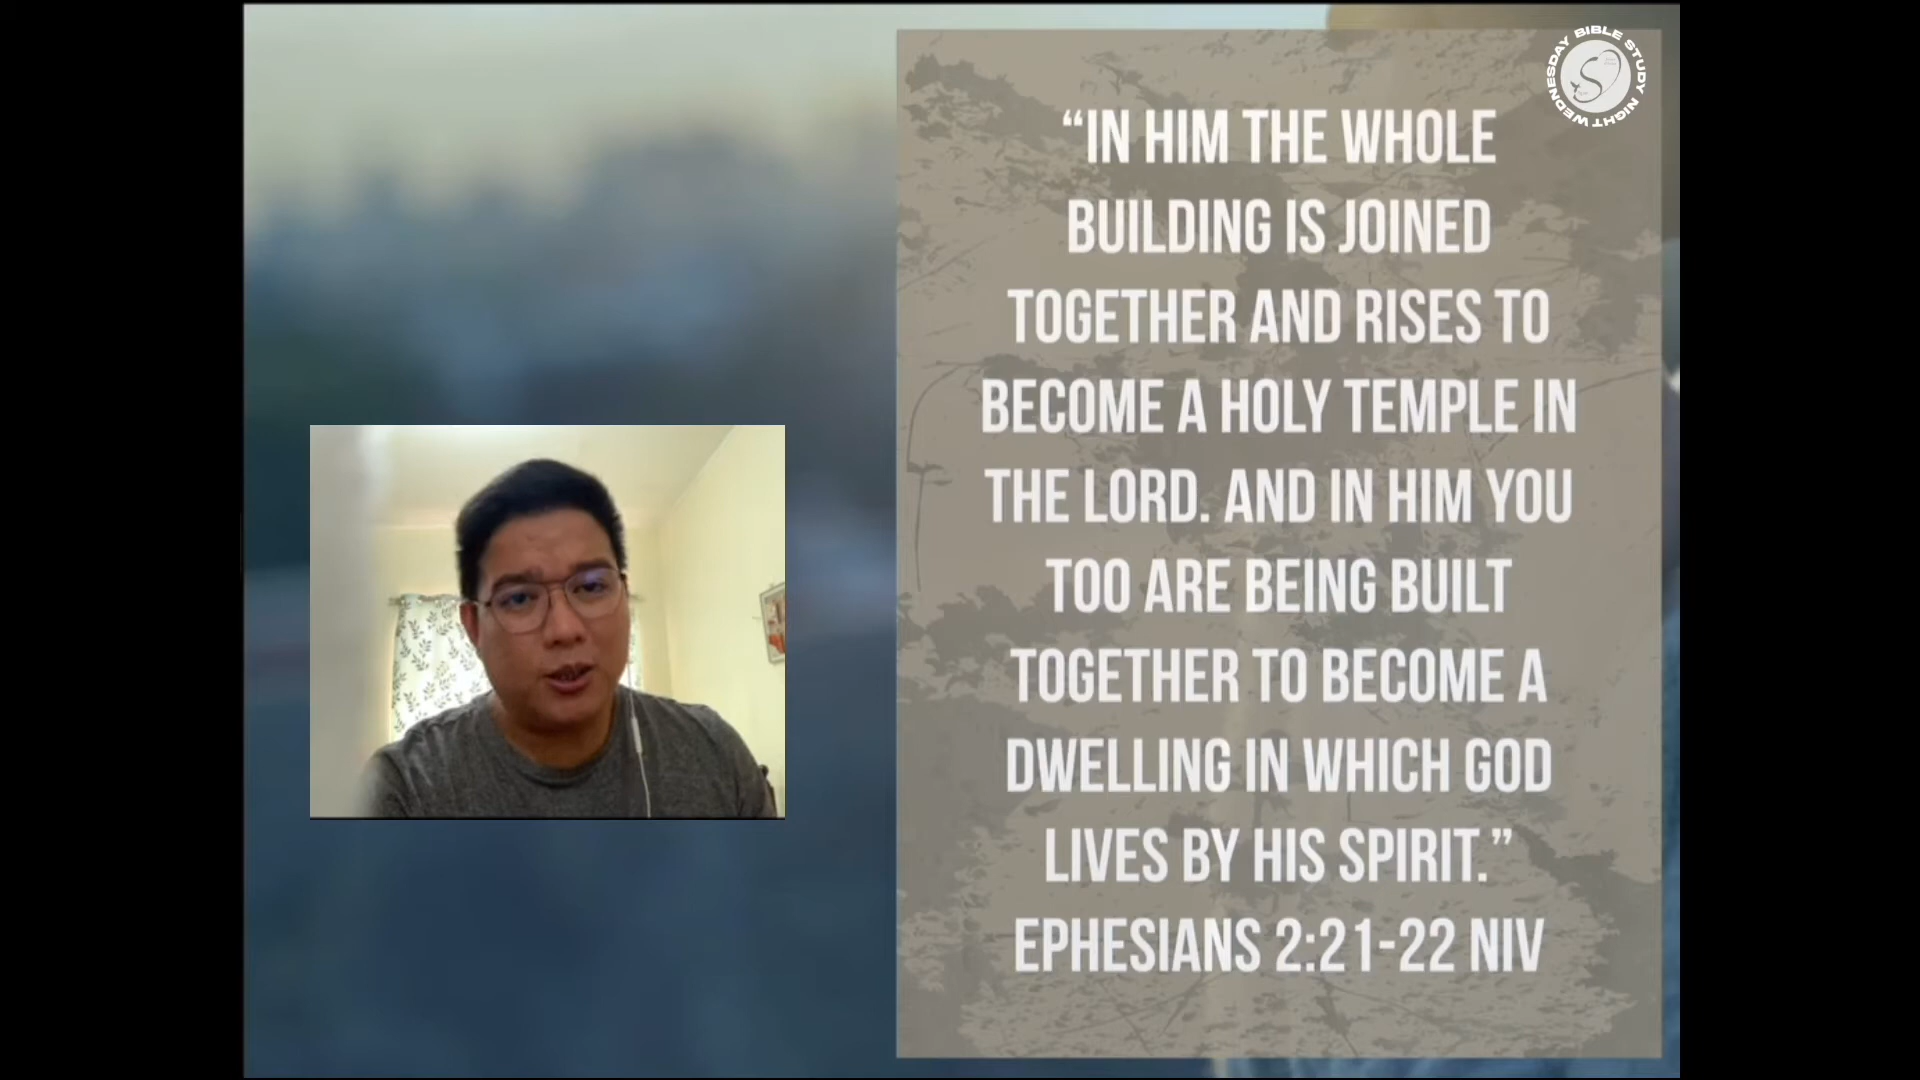 WEDNESDAY BIBLE STUDY NIGHT
“IN HIM THE WHOLE
BUILDING IS JOINED
TOGETHER AND RISES TO
BECOME A HOLY TEMPLE IN
THE LORD. AND IN HIM YOU
TOO ARE BEING BUILT
TOGETHER TO BECOME A
DWELLING IN WHICH GOD
LIVES BY HIS SPIRIT.”
EPHESIANS 2:21-22 NIV